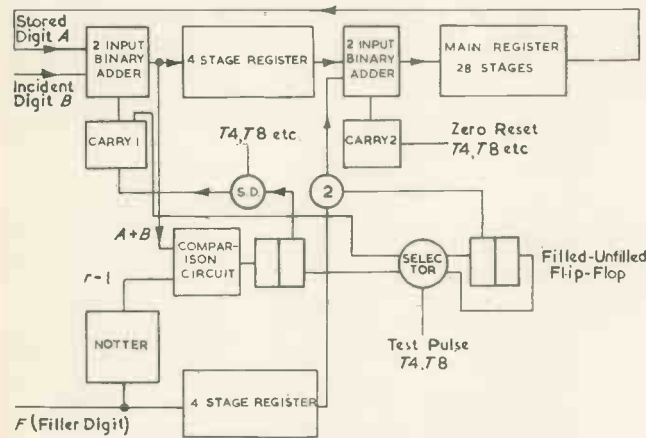 Stored
Digit A
Incident
Digit B
2 INPUT
BINARY
ADDER
4 STAGE REGISTER
2 INPUT
BINARY
ADDER
MAIN REGISTER
28 STAGES
CARRY 1
T4,T8 etc
CARRY2
Zero Reset
T4,T8 etc
S.D.
2
A+B
COMPAR-
ISON
CIRCUIT
SELEC
TOR
Filled-Unfilled
Flip-Flop
r-1
NOTTER
Test Pulse
T4,T8
4 STAGE REGISTER
F (Filler Digit)